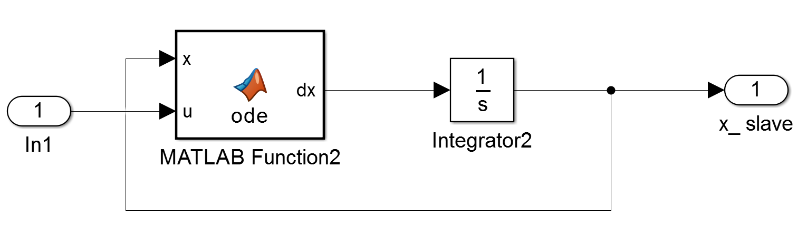 1
In1
x
u
ode
dx
MATLAB Function2
1
s
Integrator2
1
x_ slave